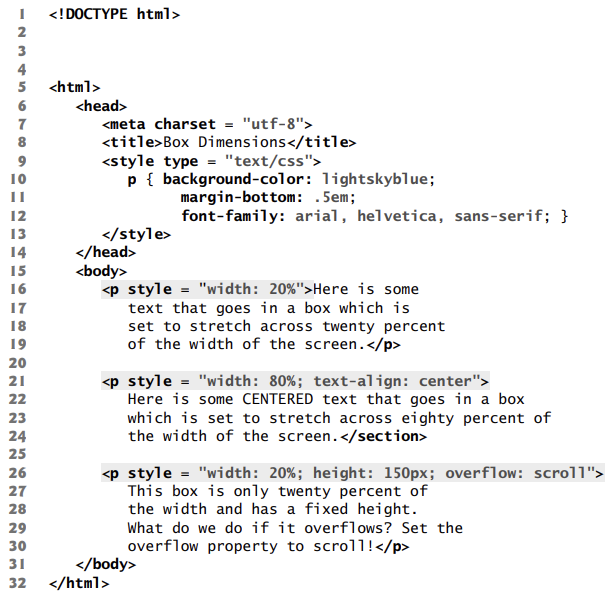 1 <!DOCTYPE html>
2
3
4
5 <html>
6 <head>
7 <meta charset = "utf-8">
8 <title>Box Dimensions</title>
9 <style type = "text/css">
10 p { background-color: lightskyblue;
11 margin-bottom: .5em;
12 font-family: arial, helvetica, sans-serif; }
13 </style>
14 </head>
15 <body>
16 <p style = "width: 20%">Here is some
17 text that goes in a box which is
18 set to stretch across twenty percent
19 of the width of the screen.</p>
20
21 <p style = "width: 80%; text-align: center">
22 Here is some CENTERED text that goes in a box
23 which is set to stretch across eighty percent of
24 the width of the screen.</section>
25
26 <p style = "width: 20%; height: 150px; overflow: scroll">
27 This box is only twenty percent of
28 the width and has a fixed height.
29 What do we do if it overflows? Set the
30 overflow property to scroll!</p>
31 </body>
32 </html>